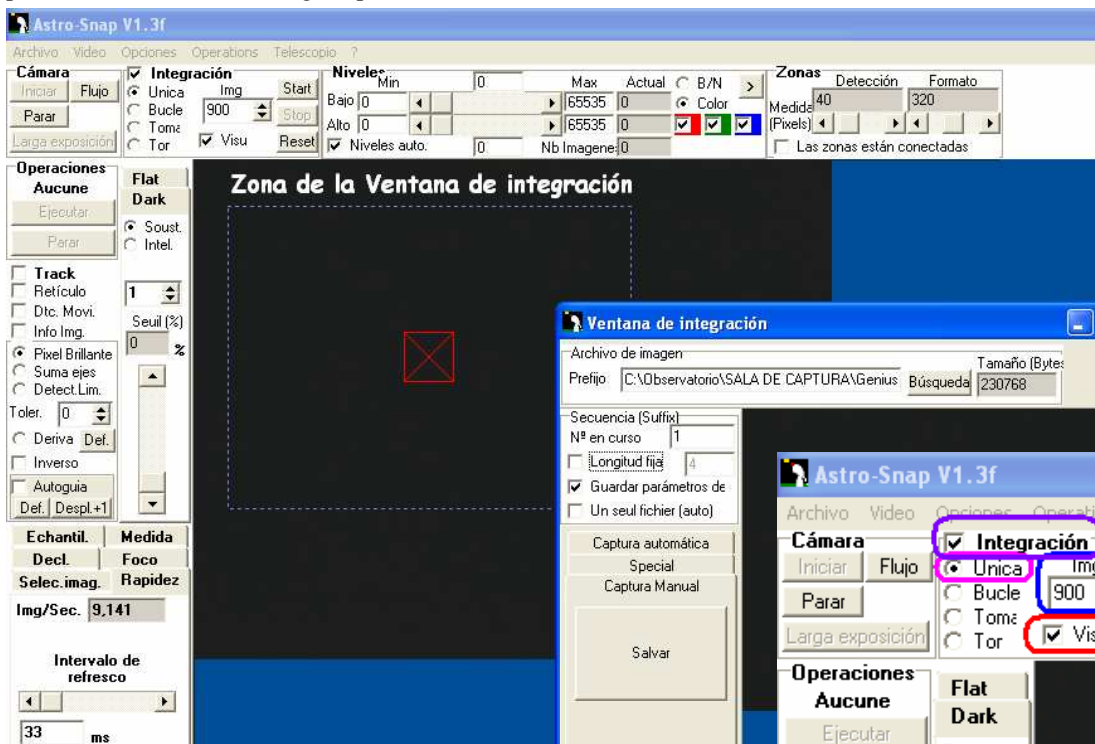 Astro-Snap V1.3f
Archivo Video Opciones Operations Telescopio ?
Cámara
Iniciar Flujo
Parar
Larga exposición
Integración
Unica
Bucle
Toma
Tor
Img
900
Visu
Start
Stop
Reset
Niveles
Min 0 Max Actual
Bajo 0 65535 0
Alto 0 65535 0
Niveles auto. 0 Nb Imagene: 0
B/N >
Color
Zonas
Detección Formato
Medida 40 320
(Pixels)
Las zonas están conectadas
Operaciones
Aucune
Ejecutar
Parar
Flat
Dark
Soust.
Intel.
1
Seuil (%)
0 %
Track
Retículo
Dtc. Movi.
Info Img.
Pixel Brillante
Suma ejes
Detect.Lim.
Toler. 0
Deriva Def.
Inverso
Autoguia
Def. Despl.+1
Echantil. Medida
Decl. Foco
Selec.imag. Rapidez
Img/Sec. 9,141
Intervalo de
refresco
33 ms
Zona de la Ventana de integración
Ventana de integración
Archivo de imagen
Tamaño (Bytes
Prefijo C:\Observatorio\SALA DE CAPTURA\Genius Búsqueda 230768
Secuencia (Suffix)
Nº en curso 1
Longitud fija 4
Guardar parámetros de
Un seul fichier (auto)
Captura automática
Special
Captura Manual
Salvar
Astro-Snap V1.3f
Archivo Video Opciones Operati
Cámara
Iniciar Flujo
Parar
Larga exposición
Integración
Unica
Bucle
Toma
Tor
Img
900
Vis
Operaciones
Aucune
Ejecutar
Flat
Dark